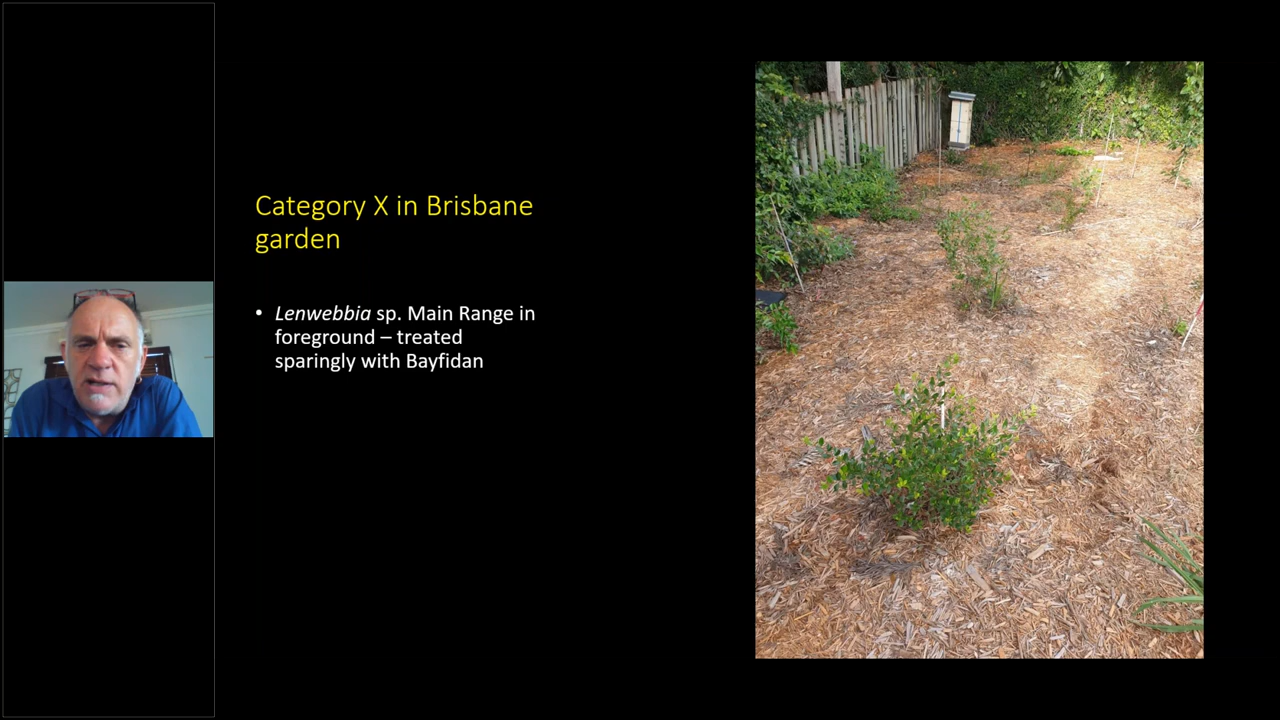 Category X in Brisbane
garden
• Lenwebbia sp. Main Range in
foreground – treated
sparingly with Bayfidan